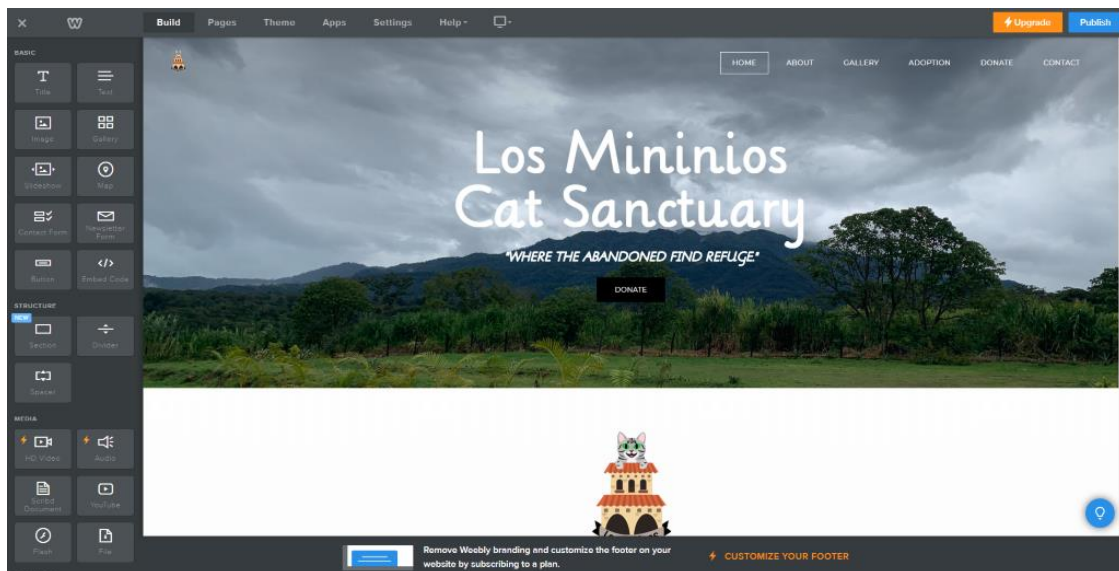 Build Pages Theme Apps Settings Help
Upgrade Publish
BASIC
Title Text
Image Gallery
Slideshow Map
Contact Form Newsletter Form
Button Embed Code
STRUCTURE
NEW
Section Divider
Spacer
MEDIA
HD Video Audio
Scribd Document YouTube
Flash File
HOME ABOUT GALLERY ADOPTION DONATE CONTACT
Los Mininios
Cat Sanctuary
"WHERE THE ABANDONED FIND REFUGE"
DONATE
Remove Weebly branding and customize the footer on your
website by subscribing to a plan.
CUSTOMIZE YOUR FOOTER